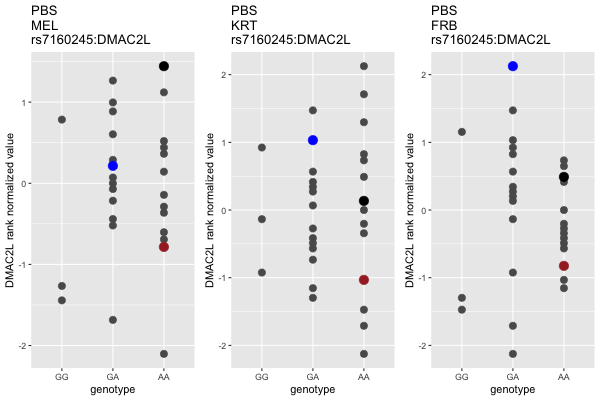 PBS
MEL
rs7160245:DMAC2L
DMAC2L rank normalized value
1
0
-1
-2
GG GA AA
genotype
PBS
KRT
rs7160245:DMAC2L
DMAC2L rank normalized value
2
1
0
-1
-2
GG GA AA
genotype
PBS
FRB
rs7160245:DMAC2L
DMAC2L rank normalized value
2
1
0
-1
-2
GG GA AA
genotype